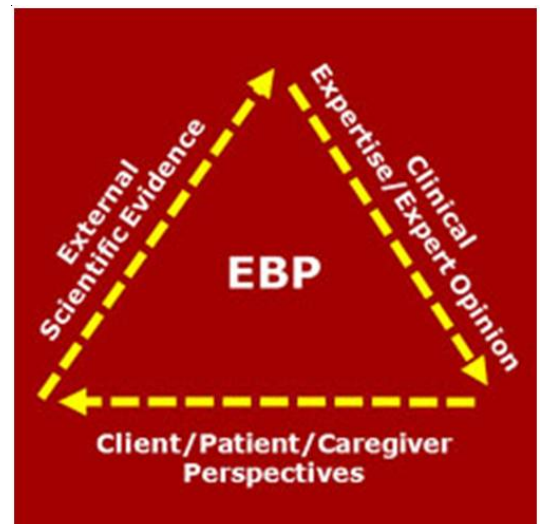 External
Scientific Evidence
Clinical
Expertise/Expert Opinion
EBP
Client/Patient/Caregiver
Perspectives